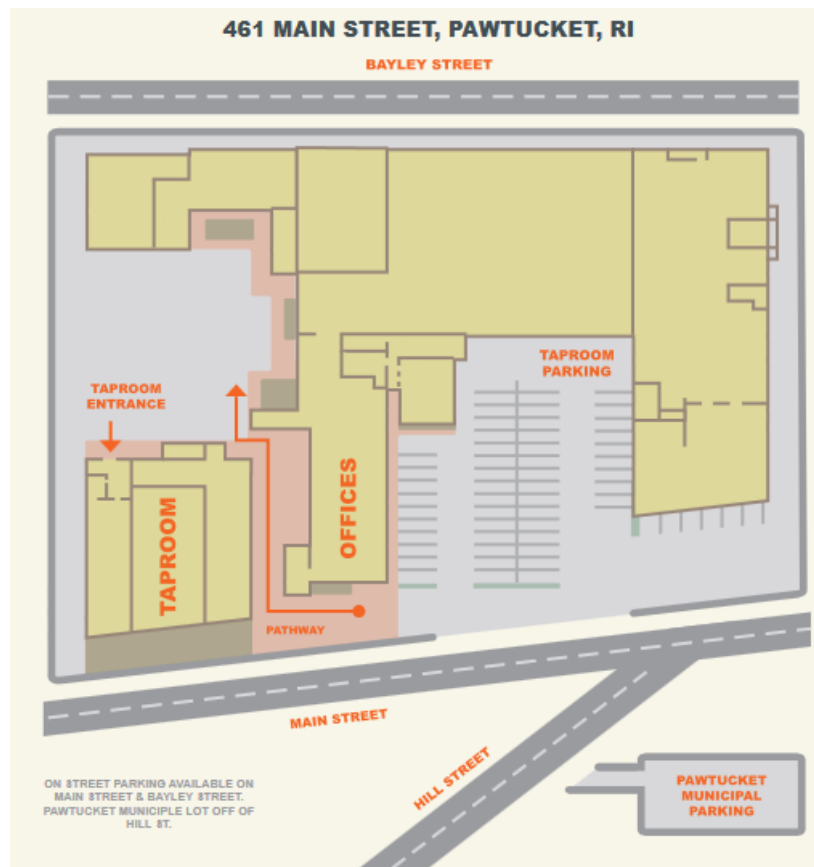 461 MAIN STREET, PAWTUCKET, RI
BAYLEY STREET
TAPROOM
PARKING
TAPROOM
ENTRANCE
OFFICES
TAPROOM
PATHWAY
MAIN STREET
HILL STREET
ON STREET PARKING AVAILABLE ON
MAIN STREET & BAYLEY STREET.
PAWTUCKET MUNICIPLE LOT OFF OF
HILL ST.
PAWTUCKET
MUNICIPAL
PARKING